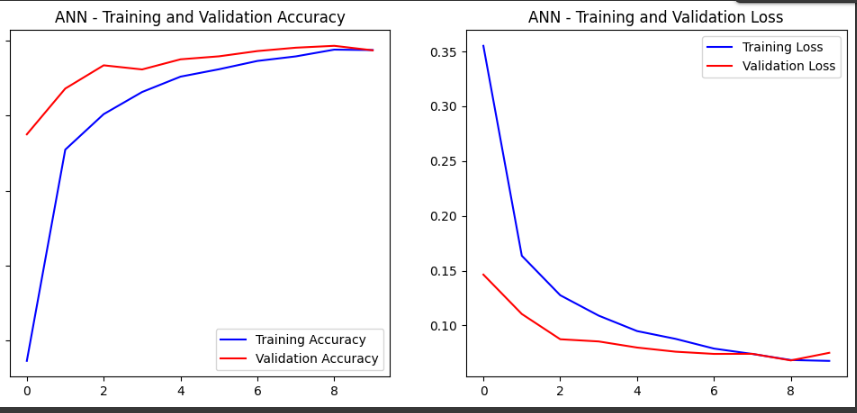 ANN - Training and Validation Accuracy
Training Accuracy
Validation Accuracy
0 2 4 6 8
ANN - Training and Validation Loss
Training Loss
Validation Loss
0.35
0.30
0.25
0.20
0.15
0.10
0 2 4 6 8